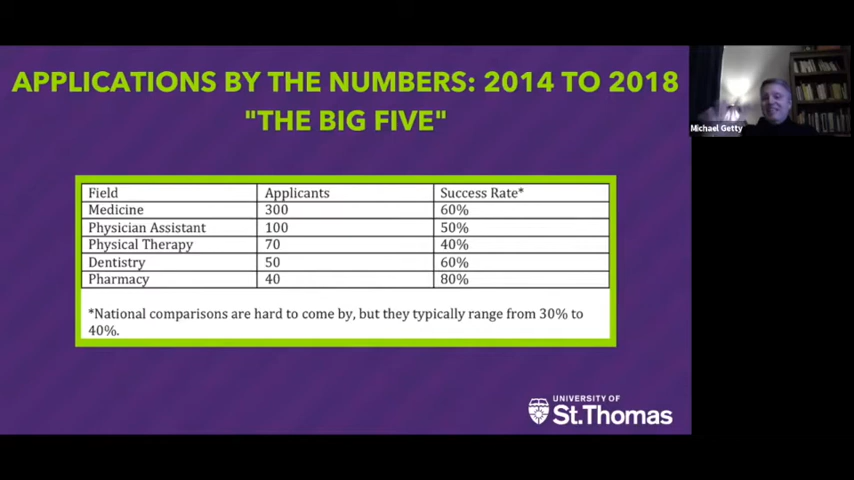 APPLICATIONS BY THE NUMBERS: 2014 TO 2018
"THE BIG FIVE"
Michael Getty
Field Applicants Success Rate*
Medicine 300 60%
Physician Assistant 100 50%
Physical Therapy 70 40%
Dentistry 50 60%
Pharmacy 40 80%
*National comparisons are hard to come by, but they typically range from 30% to
40%.
UNIVERSITY OF
St.Thomas